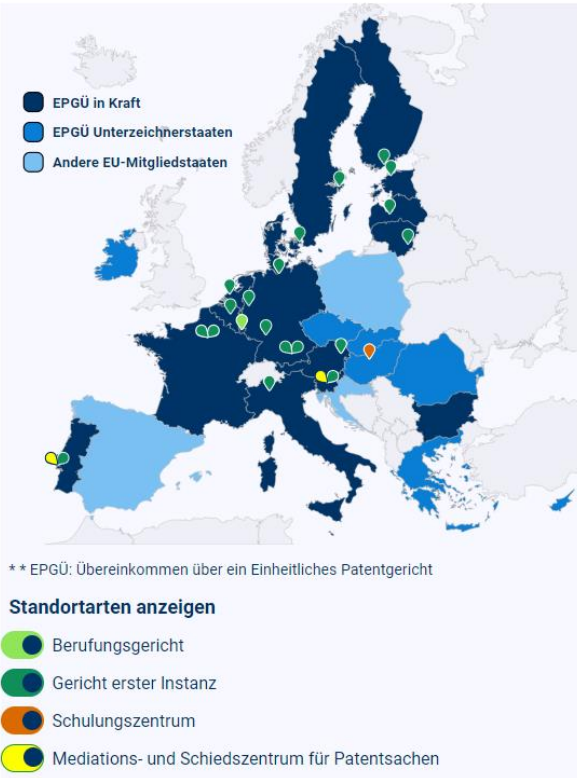 EPGÜ in Kraft
EPGÜ Unterzeichnerstaaten
Andere EU-Mitgliedstaaten
* * EPGÜ: Übereinkommen über ein Einheitliches Patentgericht
Standortarten anzeigen
Berufungsgericht
Gericht erster Instanz
Schulungszentrum
Mediations- und Schiedszentrum für Patentsachen